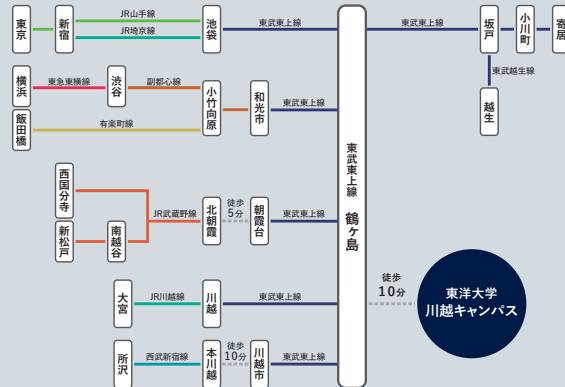 東京
新宿
JR山手線
JR埼京線
池袋
東武東上線
東武東上線
坂戸
小川町
寄居
東武越生線
越生
横浜
東急東横線
渋谷
副都心線
小竹向原
和光市
東武東上線
飯田橋
有楽町線
東武東上線 鶴ヶ島
西国分寺
新松戸
南越谷
JR武蔵野線
北朝霞
徒歩
5分
朝霞台
東武東上線
徒歩
10分
東洋大学
川越キャンパス
大宮
JR川越線
川越
東武東上線
所沢
西武新宿線
本川越
徒歩
10分
川越市
東武東上線